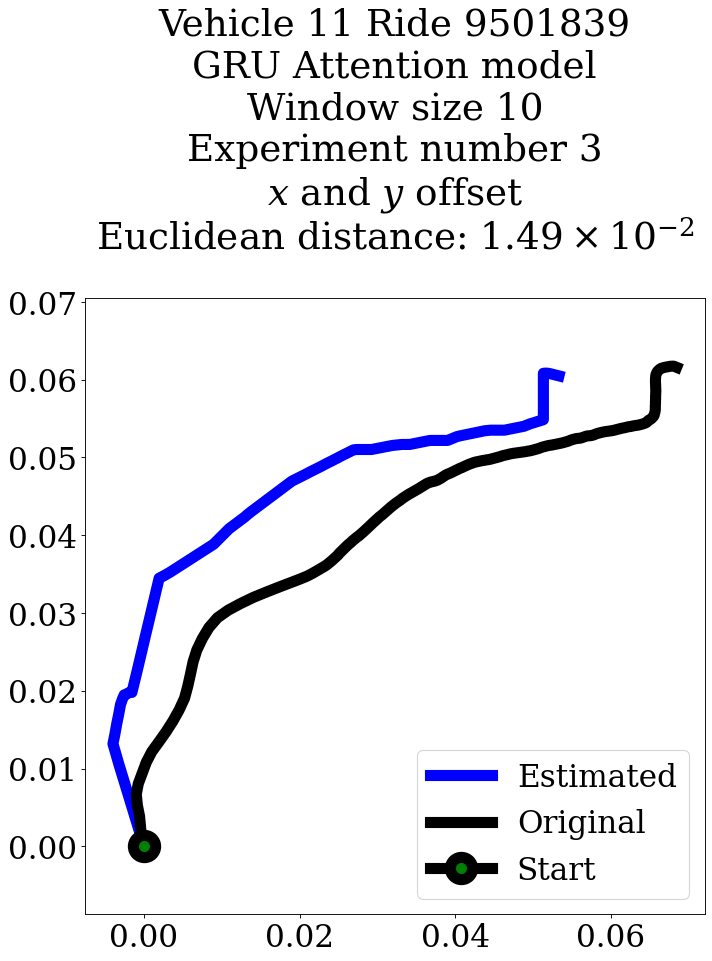 Vehicle 11 Ride 9501839
GRU Attention model
Window size 10
Experiment number 3
x and y offset
Euclidean distance: 1.49 × 10⁻²
0.07
0.06
0.05
0.04
0.03
0.02
0.01
0.00
Estimated
Original
Start
0.00 0.02 0.04 0.06